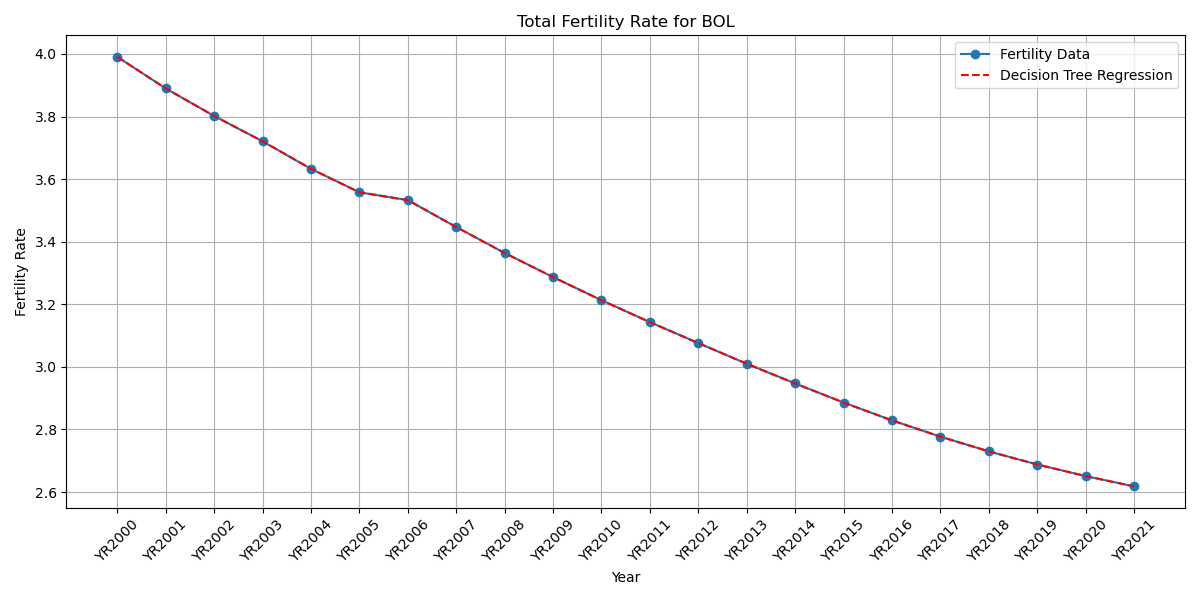 Total Fertility Rate for BOL
Fertility Data
Decision Tree Regression
Fertility Rate
4.0
3.8
3.6
3.4
3.2
3.0
2.8
2.6
YR2000
YR2001
YR2002
YR2003
YR2004
YR2005
YR2006
YR2007
YR2008
YR2009
YR2010
YR2011
YR2012
YR2013
YR2014
YR2015
YR2016
YR2017
YR2018
YR2019
YR2020
YR2021
Year